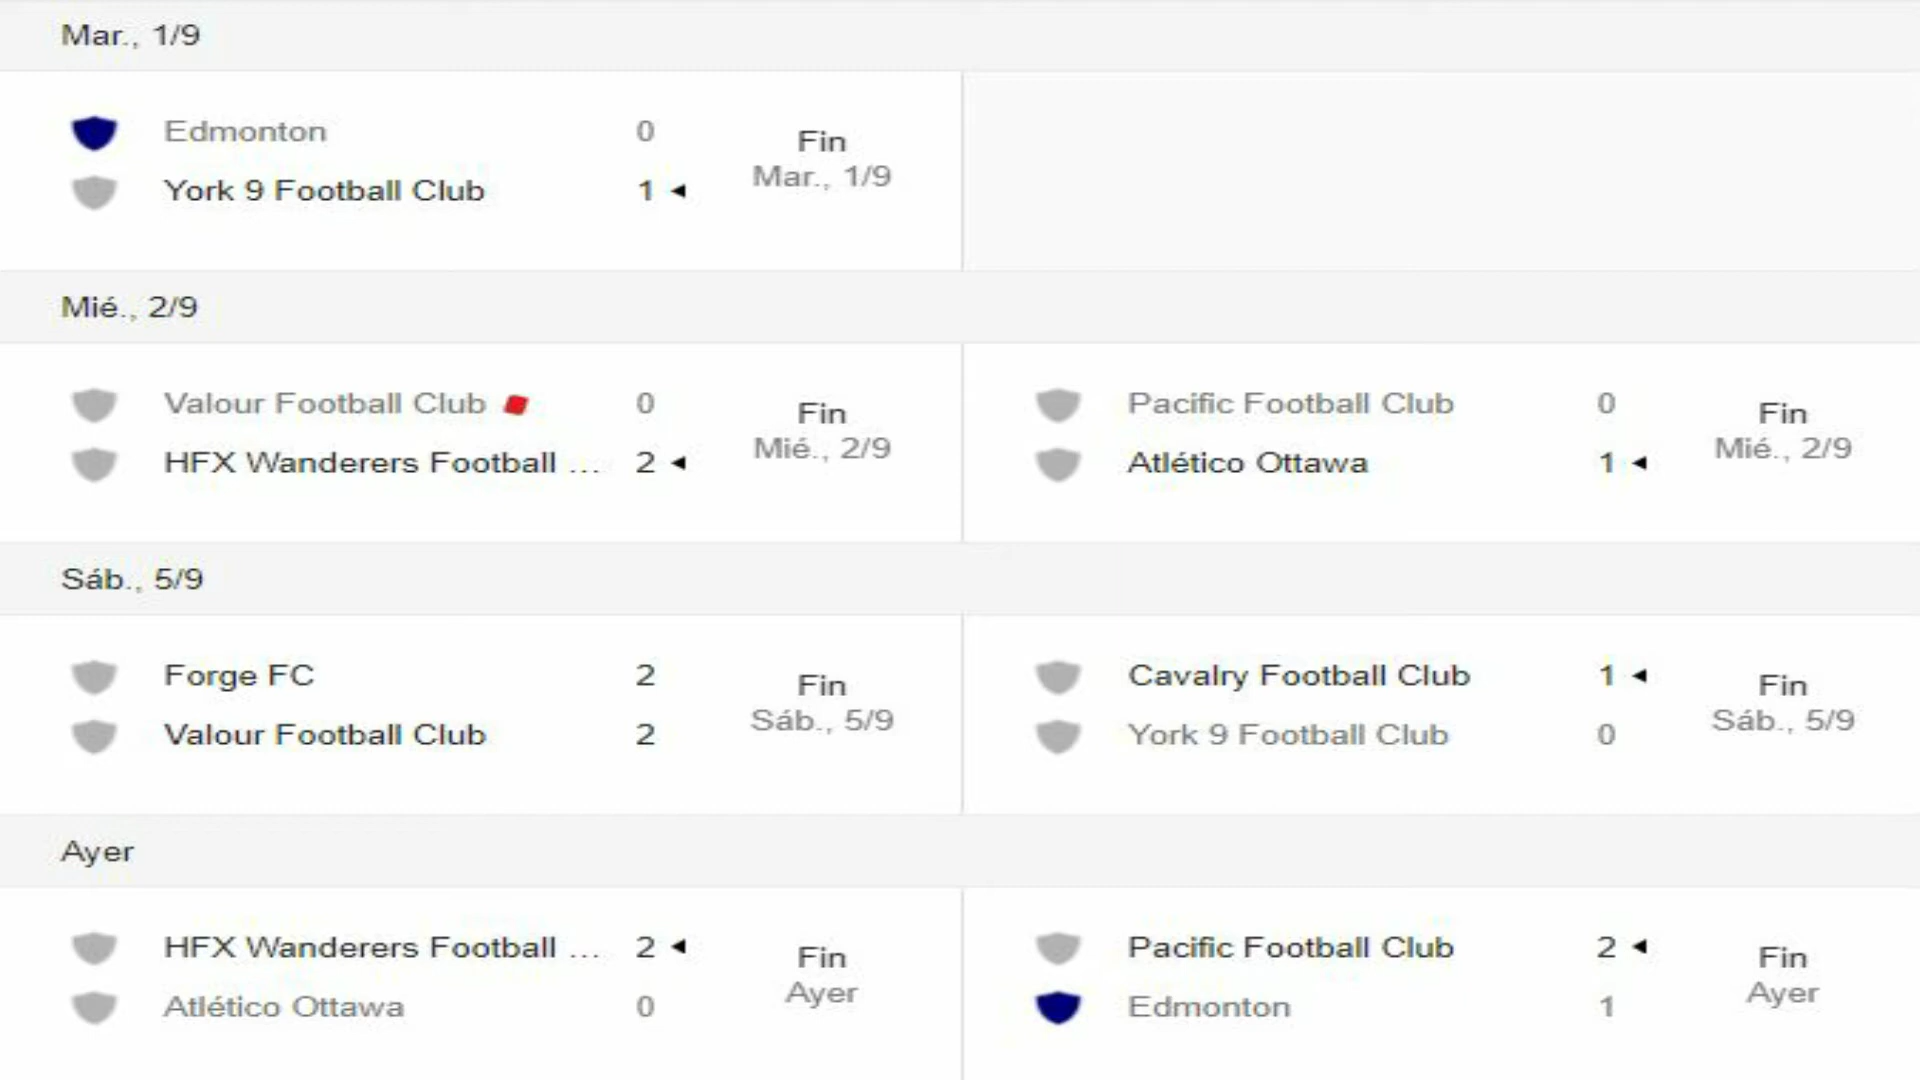 Mar., 1/9
Edmonton 0
York 9 Football Club 1
Fin
Mar., 1/9
Mié., 2/9
Valour Football Club 0
HFX Wanderers Football ... 2
Fin
Mié., 2/9
Pacific Football Club 0
Atlético Ottawa 1
Fin
Mié., 2/9
Sáb., 5/9
Forge FC 2
Valour Football Club 2
Fin
Sáb., 5/9
Cavalry Football Club 1
York 9 Football Club 0
Fin
Sáb., 5/9
Ayer
HFX Wanderers Football ... 2
Atlético Ottawa 0
Fin
Ayer
Pacific Football Club 2
Edmonton 1
Fin
Ayer